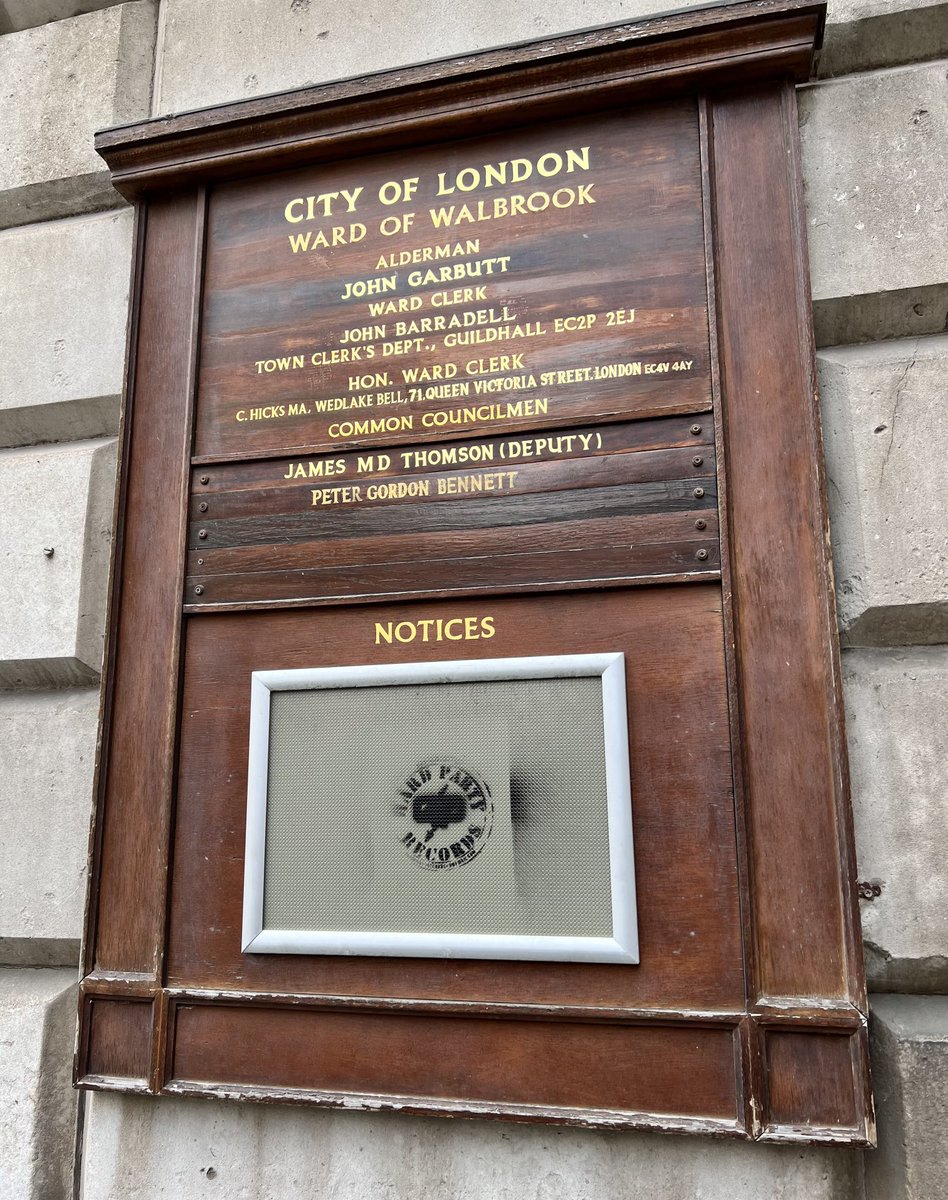 CITY OF LONDON
WARD OF WALBROOK
ALDERMAN
JOHN GARBUTT
WARD CLERK
JOHN BARRADELL
TOWN CLERK'S DEPT., GUILDHALL EC2P 2EJ
HON. WARD CLERK
C. HICKS MA, WEDLAKE BELL, 71, QUEEN VICTORIA STREET. LONDON EC4V 4AY
COMMON COUNCILMEN
JAMES MD THOMSON (DEPUTY)
PETER GORDON BENNETT
NOTICES
HARD PARTY
RECORDS